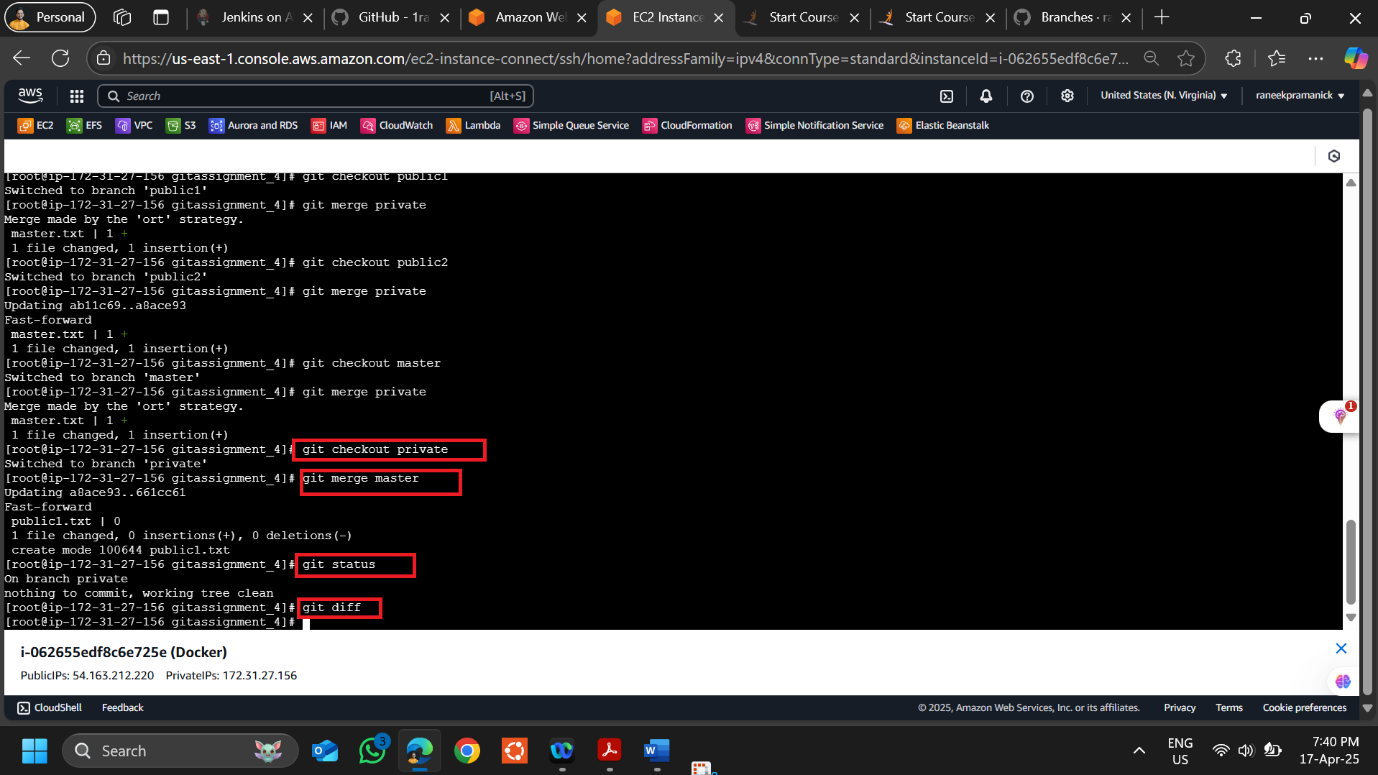 Personal
Jenkins on A
GitHub - 1ra
Amazon We
EC2 Instance
Start Course
Start Course
Branches · ra
https://us-east-1.console.aws.amazon.com/ec2-instance-connect/ssh/home?addressFamily=ipv4&connType=standard&instanceId=i-062655edf8c6e7...
aws
Search [Alt+S]
United States (N. Virginia)
raneekpramanick
EC2 EFS VPC S3 Aurora and RDS IAM CloudWatch Lambda Simple Queue Service CloudFormation Simple Notification Service Elastic Beanstalk
[root@ip-172-31-27-156 gitassignment_4]# git checkout public1
Switched to branch 'public1'
[root@ip-172-31-27-156 gitassignment_4]# git merge private
Merge made by the 'ort' strategy.
master.txt | 1 +
1 file changed, 1 insertion(+)
[root@ip-172-31-27-156 gitassignment_4]# git checkout public2
Switched to branch 'public2'
[root@ip-172-31-27-156 gitassignment_4]# git merge private
Updating ab11c69..a8ace93
Fast-forward
master.txt | 1 +
1 file changed, 1 insertion(+)
[root@ip-172-31-27-156 gitassignment_4]# git checkout master
Switched to branch 'master'
[root@ip-172-31-27-156 gitassignment_4]# git merge private
Merge made by the 'ort' strategy.
master.txt | 1 +
1 file changed, 1 insertion(+)
[root@ip-172-31-27-156 gitassignment_4]# git checkout private
Switched to branch 'private'
[root@ip-172-31-27-156 gitassignment_4]# git merge master
Updating a8ace93..661cc61
Fast-forward
public1.txt | 0
1 file changed, 0 insertions(+), 0 deletions(-)
create mode 100644 public1.txt
[root@ip-172-31-27-156 gitassignment_4]# git status
On branch private
nothing to commit, working tree clean
[root@ip-172-31-27-156 gitassignment_4]# git diff
[root@ip-172-31-27-156 gitassignment_4]#
1
i-062655edf8c6e725e (Docker)
PublicIPs: 54.163.212.220 PrivateIPs: 172.31.27.156
CloudShell Feedback © 2025, Amazon Web Services, Inc. or its affiliates. Privacy Terms Cookie preferences
Search
3
ENG
US
7:40 PM
17-Apr-25